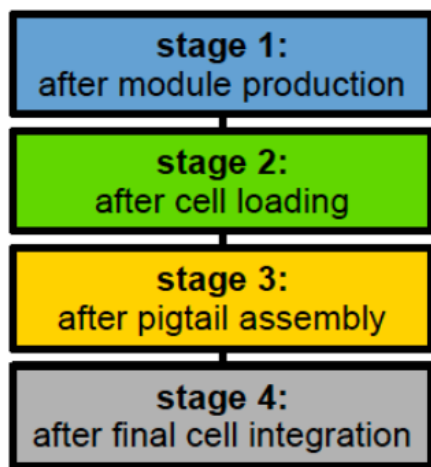 stage 1:
after module production
stage 2:
after cell loading
stage 3:
after pigtail assembly
stage 4:
after final cell integration